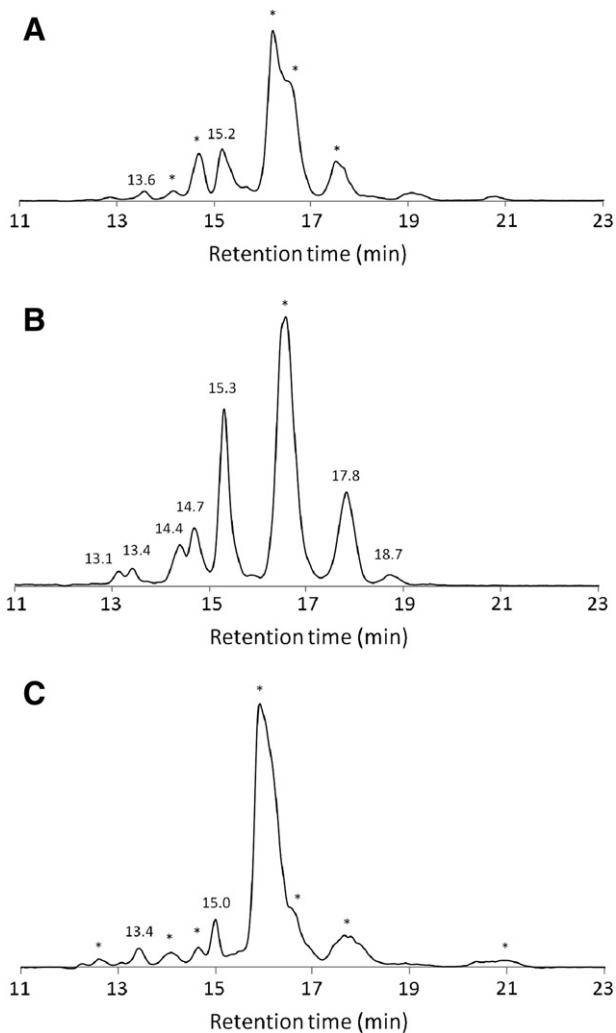 A
*
*
*
15.2
*
13.6
*
11 13 15 17 19 21 23
Retention time (min)
B
*
15.3
17.8
14.7
14.4
13.4
13.1
18.7
11 13 15 17 19 21 23
Retention time (min)
C
*
15.0
*
*
13.4
*
*
*
*
11 13 15 17 19 21 23
Retention time (min)